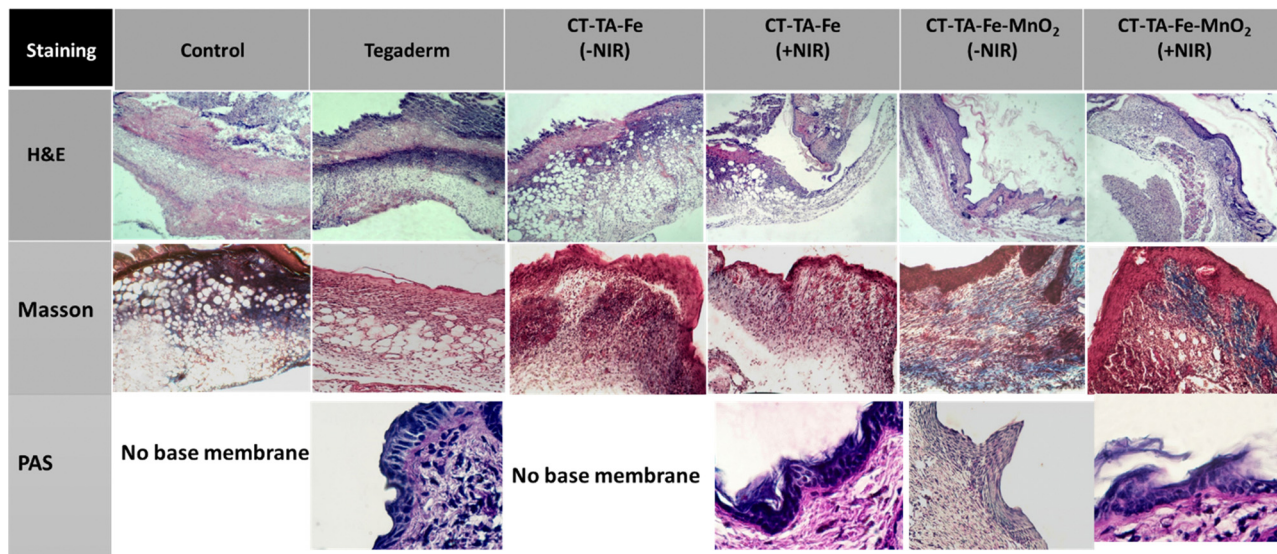 Staining
Control
Tegaderm
CT-TA-Fe
(-NIR)
CT-TA-Fe
(+NIR)
CT-TA-Fe-MnO₂
(-NIR)
CT-TA-Fe-MnO₂
(+NIR)
H&E
Masson
PAS
No base membrane
No base membrane